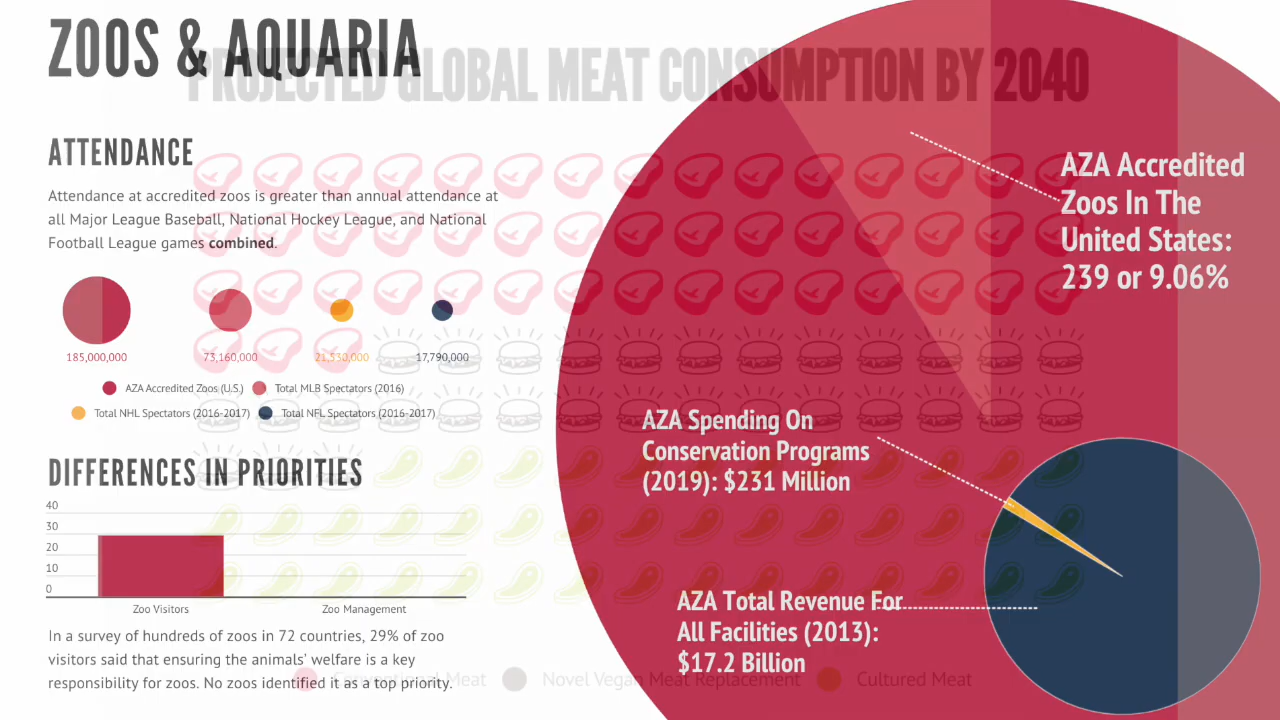 ZOOS & AQUARIA
PROJECTED GLOBAL MEAT CONSUMPTION BY 2040
ATTENDANCE
Attendance at accredited zoos is greater than annual attendance at
all Major League Baseball, National Hockey League, and National
Football League games combined.
185,000,000
73,160,000
21,530,000
17,790,000
AZA Accredited Zoos (U.S.)
Total MLB Spectators (2016)
Total NHL Spectators (2016-2017)
Total NFL Spectators (2016-2017)
DIFFERENCES IN PRIORITIES
40
30
20
10
0
Zoo Visitors
Zoo Management
In a survey of hundreds of zoos in 72 countries, 29% of zoo
visitors said that ensuring the animals' welfare is a key
responsibility for zoos. No zoos identified it as a top priority.
AZA Accredited
Zoos In The
United States:
239 or 9.06%
AZA Spending On
Conservation Programs
(2019): $231 Million
AZA Total Revenue For
All Facilities (2013):
$17.2 Billion
Conventional Meat
Novel Vegan Meat Replacement
Cultured Meat